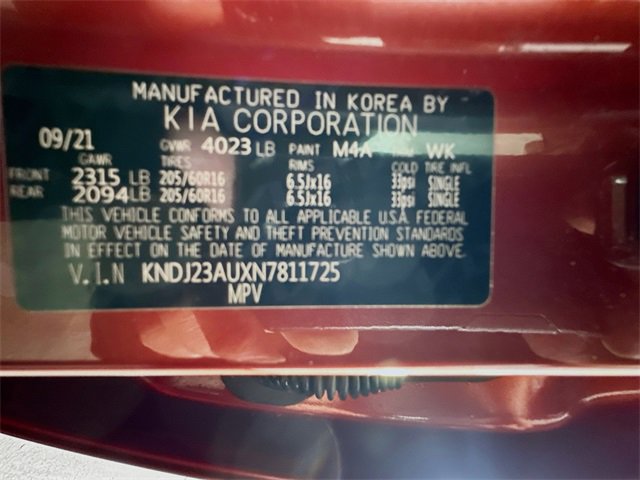 MANUFACTURED IN KOREA BY
KIA CORPORATION
09/21 GVWR 4023 LB PAINT M4A WK
GAWR TIRES RIMS COLD TIRE INFL
FRONT 2315 LB 205/60R16 6.5Jx16 33psi SINGLE
REAR 2094LB 205/60R16 6.5Jx16 33psi SINGLE
THIS VEHICLE CONFORMS TO ALL APPLICABLE U.S.A. FEDERAL
MOTOR VEHICLE SAFETY AND THEFT PREVENTION STANDARDS
IN EFFECT ON THE DATE OF MANUFACTURE SHOWN ABOVE.
V.I.N KNDJ23AUXN7811725
MPV